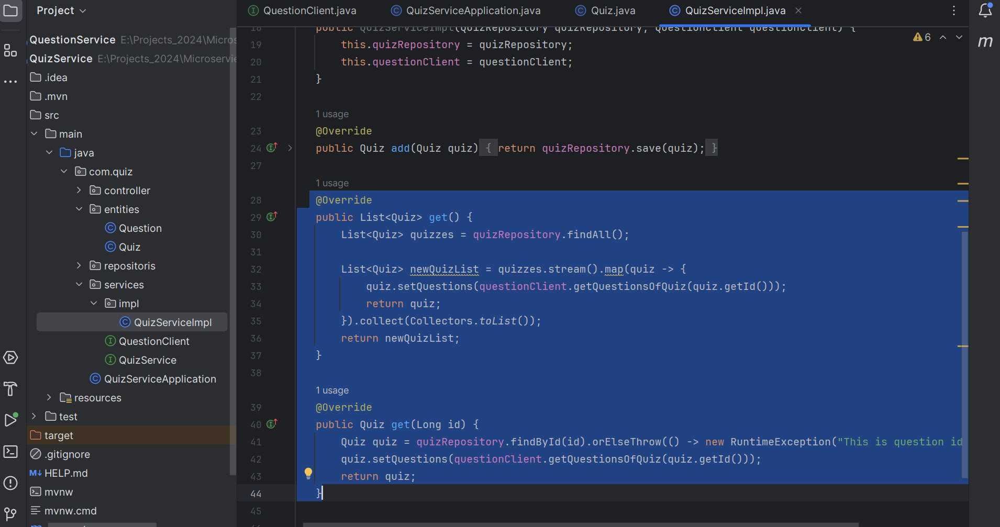 Project
QuestionClient.java
QuizServiceApplication.java
Quiz.java
QuizServiceImpl.java
QuestionService E:\Projects_2024\Micros
QuizService E:\Projects_2024\Microservi
.idea
.mvn
src
main
java
com.quiz
controller
entities
Question
Quiz
repositoris
services
impl
QuizServiceImpl
QuestionClient
QuizService
QuizServiceApplication
resources
test
target
.gitignore
M↓ HELP.md
mvnw
mvnw.cmd
6
m
18 public QuizServiceImpl(QuizRepository quizRepository, QuestionClient questionClient) {
19 this.quizRepository = quizRepository;
20 this.questionClient = questionClient;
21 }
22
1 usage
23 @Override
24 public Quiz add(Quiz quiz) { return quizRepository.save(quiz); }
27
1 usage
28 @Override
29 public List<Quiz> get() {
30 List<Quiz> quizzes = quizRepository.findAll();
31
32 List<Quiz> newQuizList = quizzes.stream().map(quiz -> {
33 quiz.setQuestions(questionClient.getQuestionsOfQuiz(quiz.getId()));
34 return quiz;
35 }).collect(Collectors.toList());
36 return newQuizList;
37 }
38
1 usage
39 @Override
40 public Quiz get(Long id) {
41 Quiz quiz = quizRepository.findById(id).orElseThrow(() -> new RuntimeException("This is question id
42 quiz.setQuestions(questionClient.getQuestionsOfQuiz(quiz.getId()));
43 return quiz;
44 }
45